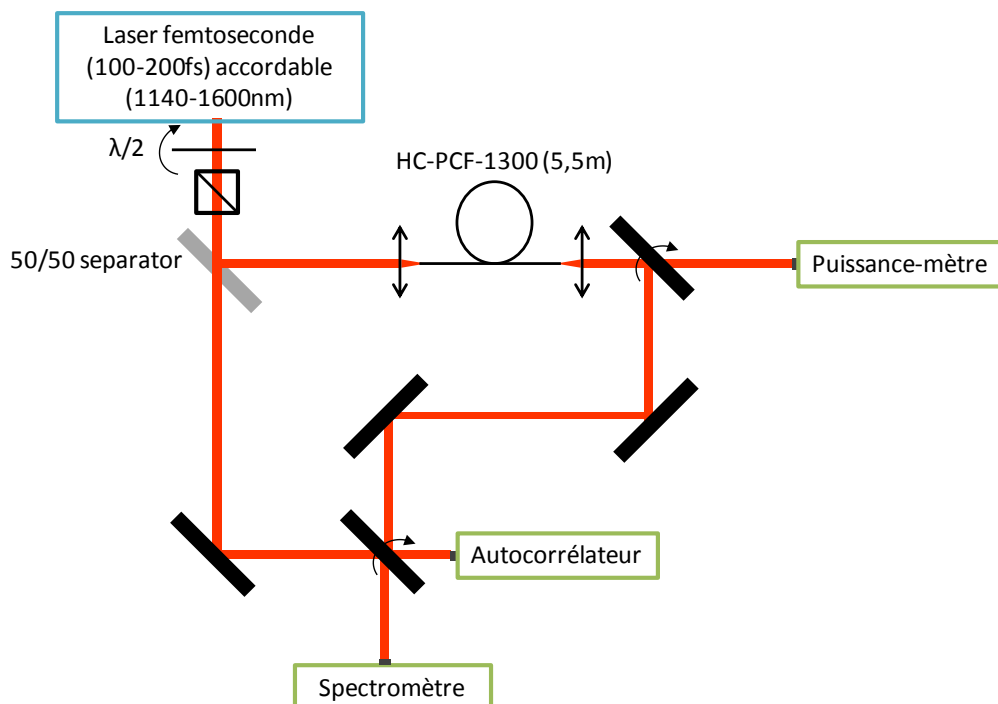 Laser femtoseconde
(100-200fs) accordable
(1140-1600nm)
λ/2
HC-PCF-1300 (5,5m)
50/50 separator
Puissance-mètre
Autocorrélateur
Spectromètre